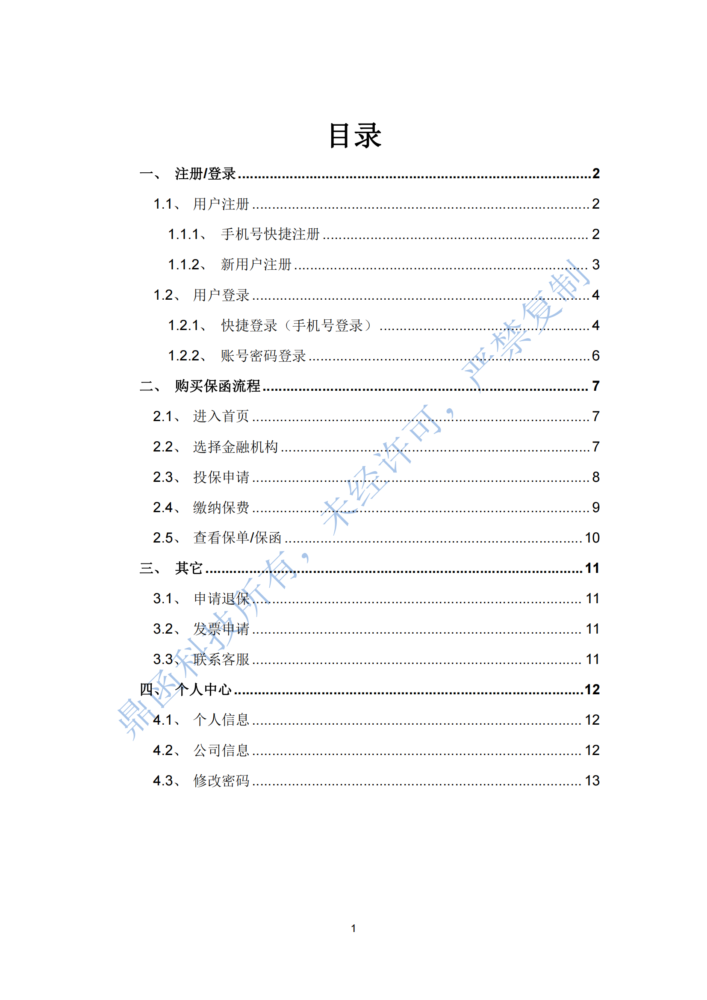 目录
一、 注册/登录........................................2
1.1、 用户注册........................................2
1.1.1、 手机号快捷注册........................................2
1.1.2、 新用户注册........................................3
1.2、 用户登录........................................4
1.2.1、 快捷登录（手机号登录）........................................4
1.2.2、 账号密码登录........................................6
二、 购买保函流程........................................7
2.1、 进入首页........................................7
2.2、 选择金融机构........................................7
2.3、 投保申请........................................8
2.4、 缴纳保费........................................9
2.5、 查看保单/保函........................................10
三、 其它........................................11
3.1、 申请退保........................................11
3.2、 发票申请........................................11
3.3、 联系客服........................................11
四、 个人中心........................................12
4.1、 个人信息........................................12
4.2、 公司信息........................................12
4.3、 修改密码........................................13
鼎函科技所有，未经许可，严禁复制
1